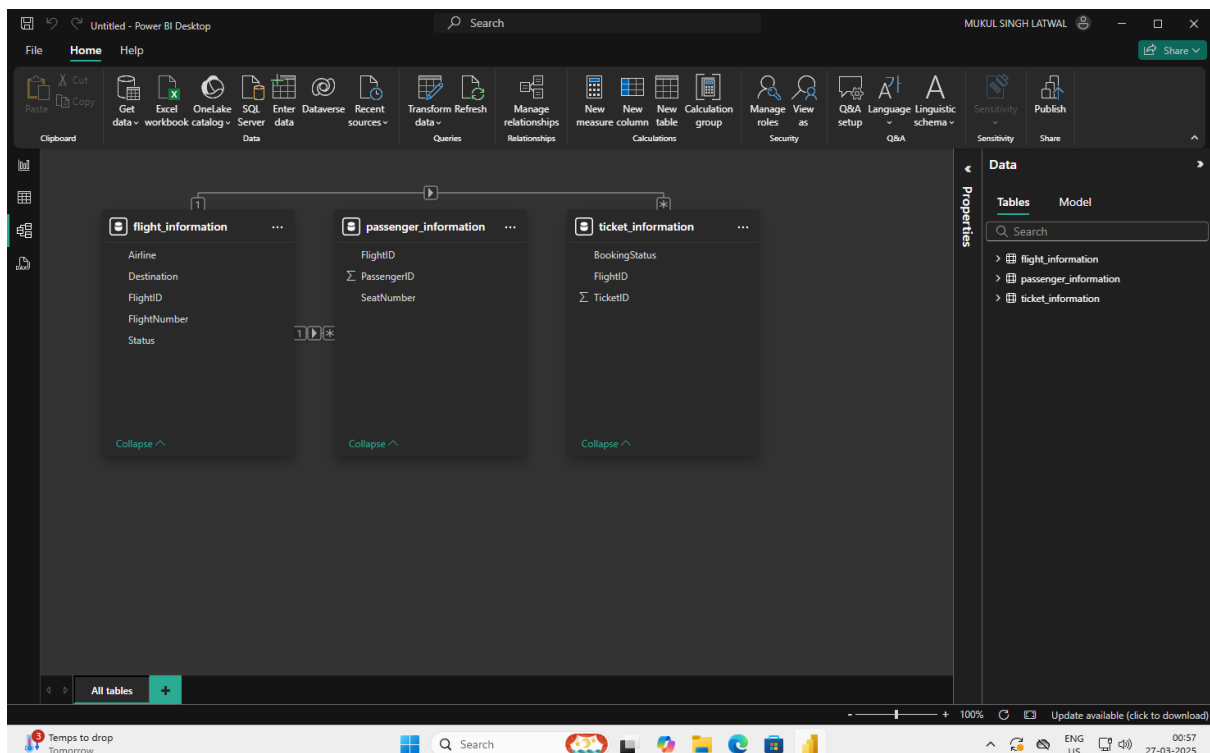 Untitled - Power BI Desktop
Search
MUKUL SINGH LATWAL
File Home Help
Share
Paste
Cut
Copy
Clipboard
Get data
Excel workbook
OneLake catalog
SQL Server
Enter data
Dataverse
Recent sources
Data
Transform data
Refresh
Queries
Manage relationships
Relationships
New measure
New column
New table
Calculation group
Calculations
Manage roles
View as
Security
Q&A setup
Language
Linguistic schema
Q&A
Sensitivity
Sensitivity
Publish
Share
1
*
flight_information ...
Airline
Destination
FlightID
FlightNumber
Status
Collapse
1
*
passenger_information ...
FlightID
Σ PassengerID
SeatNumber
Collapse
ticket_information ...
BookingStatus
FlightID
Σ TicketID
Collapse
Properties
Data
Tables Model
Search
flight_information
passenger_information
ticket_information
All tables +
- + 100% Update available (click to download)
3
Temps to drop
Tomorrow
Search
ENG
US
00:57
27-03-2025